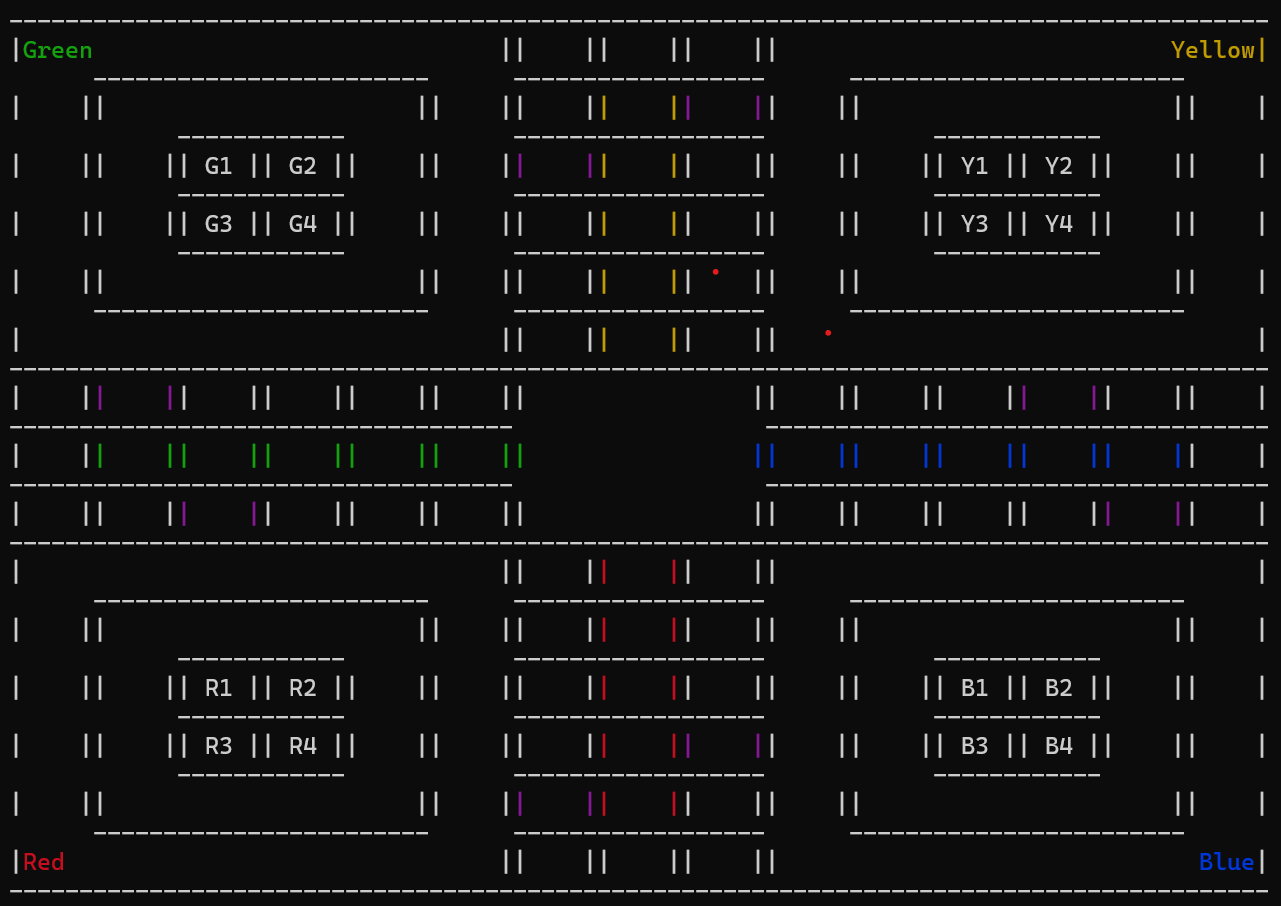 Green Yellow
G1 G2 Y1 Y2
G3 G4 Y3 Y4
R1 R2 B1 B2
R3 R4 B3 B4
Red Blue